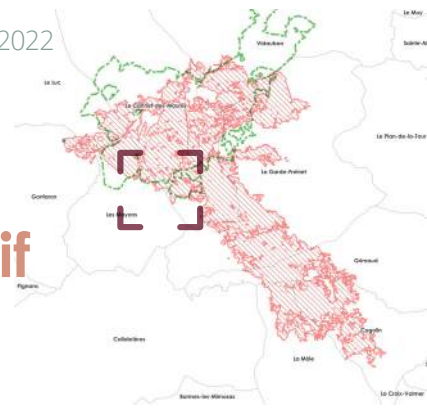 Le Muy
2022
Vidauban
Le Luc
Le Cannet-des-Maures
Le Plan-de-la-Tour
La Garde-Freinet
Gonfaron
Les Mayons
if
Grimaud
Pignans
Cogolin
Collobrières
La Môle
Bormes-les-Mimosas
La Croix-Valmer